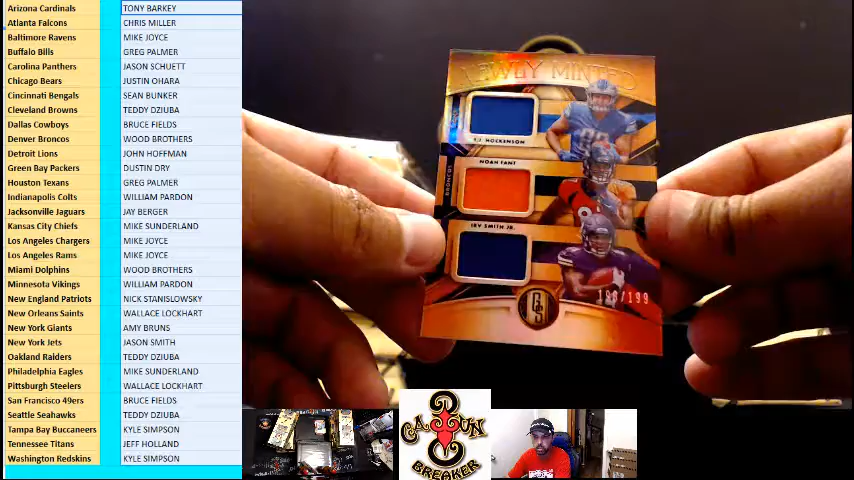 Arizona Cardinals TONY BARKEY
Atlanta Falcons CHRIS MILLER
Baltimore Ravens MIKE JOYCE
Buffalo Bills GREG PALMER
Carolina Panthers JASON SCHUETT
Chicago Bears JUSTIN OHARA
Cincinnati Bengals SEAN BUNKER
Cleveland Browns TEDDY DZIUBA
Dallas Cowboys BRUCE FIELDS
Denver Broncos WOOD BROTHERS
Detroit Lions JOHN HOFFMAN
Green Bay Packers DUSTIN DRY
Houston Texans GREG PALMER
Indianapolis Colts WILLIAM PARDON
Jacksonville Jaguars JAY BERGER
Kansas City Chiefs MIKE SUNDERLAND
Los Angeles Chargers MIKE JOYCE
Los Angeles Rams MIKE JOYCE
Miami Dolphins WOOD BROTHERS
Minnesota Vikings WILLIAM PARDON
New England Patriots NICK STANISLOWSKY
New Orleans Saints WALLACE LOCKHART
New York Giants AMY BRUNS
New York Jets JASON SMITH
Oakland Raiders TEDDY DZIUBA
Philadelphia Eagles MIKE SUNDERLAND
Pittsburgh Steelers WALLACE LOCKHART
San Francisco 49ers BRUCE FIELDS
Seattle Seahawks TEDDY DZIUBA
Tampa Bay Buccaneers KYLE SIMPSON
Tennessee Titans JEFF HOLLAND
Washington Redskins KYLE SIMPSON
NEWLY MINTED
T.J. HOCKENSON
NOAH FANT
BRONCOS
IRV SMITH JR.
GS
198/199
CAJUN
BREAKER